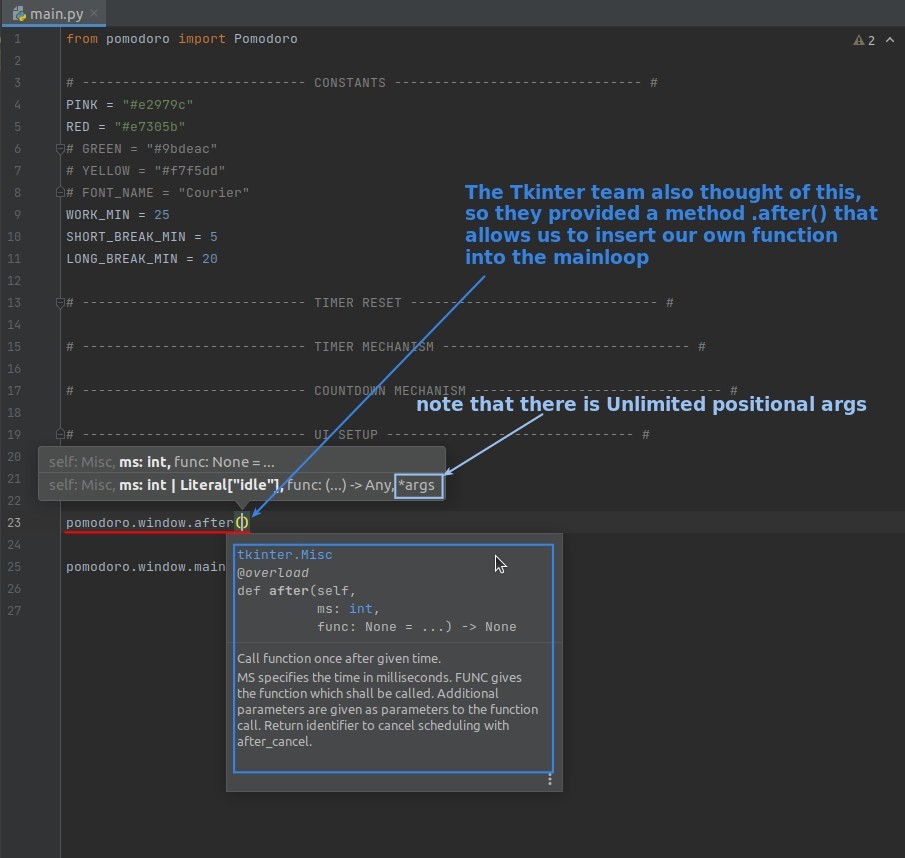 main.py
1 from pomodoro import Pomodoro
2
2
3 # ---------------------------- CONSTANTS ------------------------------- #
4 PINK = "#e2979c"
5 RED = "#e7305b"
6 # GREEN = "#9bdeac"
7 # YELLOW = "#f7f5dd"
8 # FONT_NAME = "Courier"
9 WORK_MIN = 25
10 SHORT_BREAK_MIN = 5
11 LONG_BREAK_MIN = 20
The Tkinter team also thought of this,
so they provided a method .after() that
allows us to insert our own function
into the mainloop
12
13 # ---------------------------- TIMER RESET ------------------------------- #
14
15 # ---------------------------- TIMER MECHANISM ------------------------------- #
16
17 # ---------------------------- COUNTDOWN MECHANISM ------------------------------- #
note that there is Unlimited positional args
18
19 # ---------------------------- UI SETUP ------------------------------- #
20
self: Misc, ms: int, func: None = ...
21
self: Misc, ms: int | Literal["idle"], func: (...) -> Any, *args
22
23 pomodoro.window.after()
24
25 pomodoro.window.main
26
27
tkinter.Misc
@overload
def after(self,
ms: int,
func: None = ...) -> None
Call function once after given time.
MS specifies the time in milliseconds. FUNC gives
the function which shall be called. Additional
parameters are given as parameters to the function
call. Return identifier to cancel scheduling with
after_cancel.